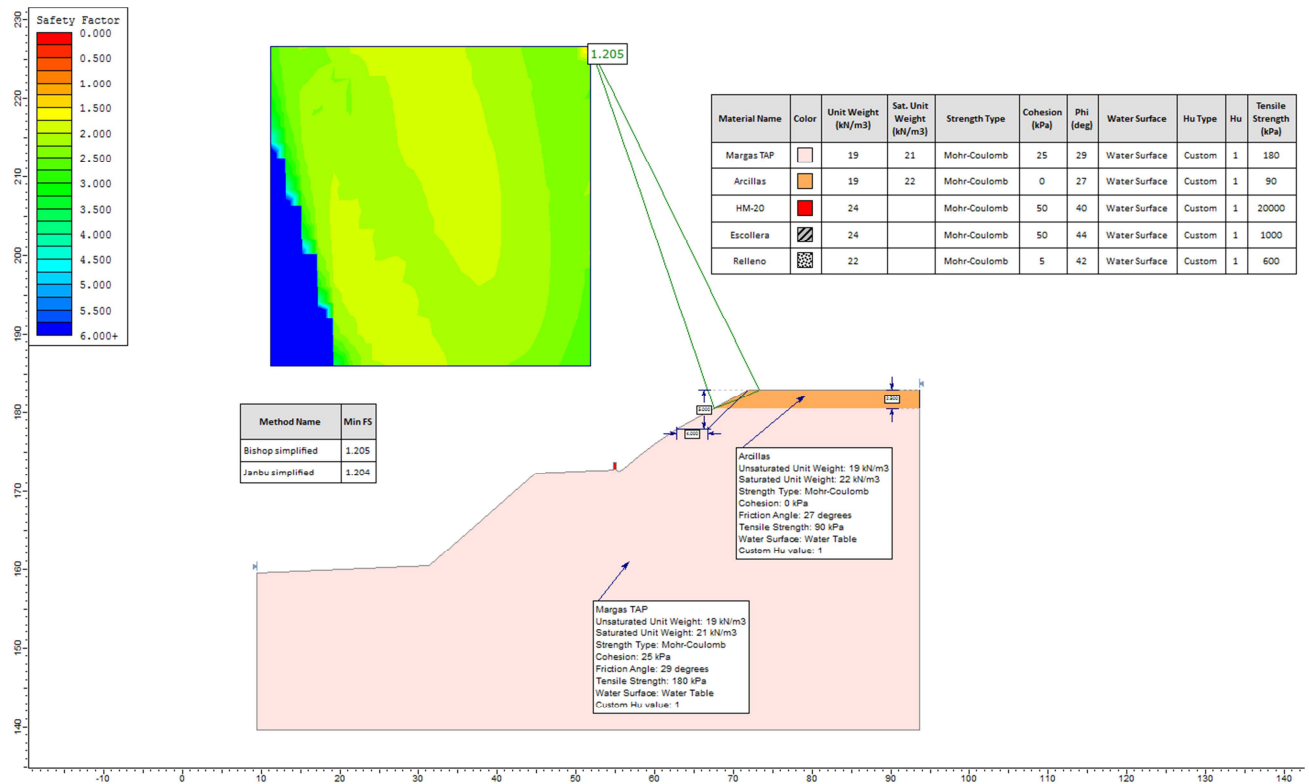 Safety Factor
0.000
0.500
1.000
1.500
2.000
2.500
3.000
3.500
4.000
4.500
5.000
5.500
6.000+
1.205
Material Name Color Unit Weight (kN/m3) Sat. Unit Weight (kN/m3) Strength Type Cohesion (kPa) Phi (deg) Water Surface Hu Type Hu Tensile Strength (kPa)
Margas TAP 19 21 Mohr-Coulomb 25 29 Water Surface Custom 1 180
Arcillas 19 22 Mohr-Coulomb 0 27 Water Surface Custom 1 90
HM-20 24 Mohr-Coulomb 50 40 Water Surface Custom 1 20000
Escollera 24 Mohr-Coulomb 50 44 Water Surface Custom 1 1000
Relleno 22 Mohr-Coulomb 5 42 Water Surface Custom 1 600
Method Name Min FS
Bishop simplified 1.205
Janbu simplified 1.204
Arcillas
Unsaturated Unit Weight: 19 kN/m3
Saturated Unit Weight: 22 kN/m3
Strength Type: Mohr-Coulomb
Cohesion: 0 kPa
Friction Angle: 27 degrees
Tensile Strength: 90 kPa
Water Surface: Water Table
Custom Hu value: 1
Margas TAP
Unsaturated Unit Weight: 19 kN/m3
Saturated Unit Weight: 21 kN/m3
Strength Type: Mohr-Coulomb
Cohesion: 25 kPa
Friction Angle: 29 degrees
Tensile Strength: 180 kPa
Water Surface: Water Table
Custom Hu value: 1
230
220
210
200
190
180
170
160
150
140
-10 0 10 20 30 40 50 60 70 80 90 100 110 120 130 140